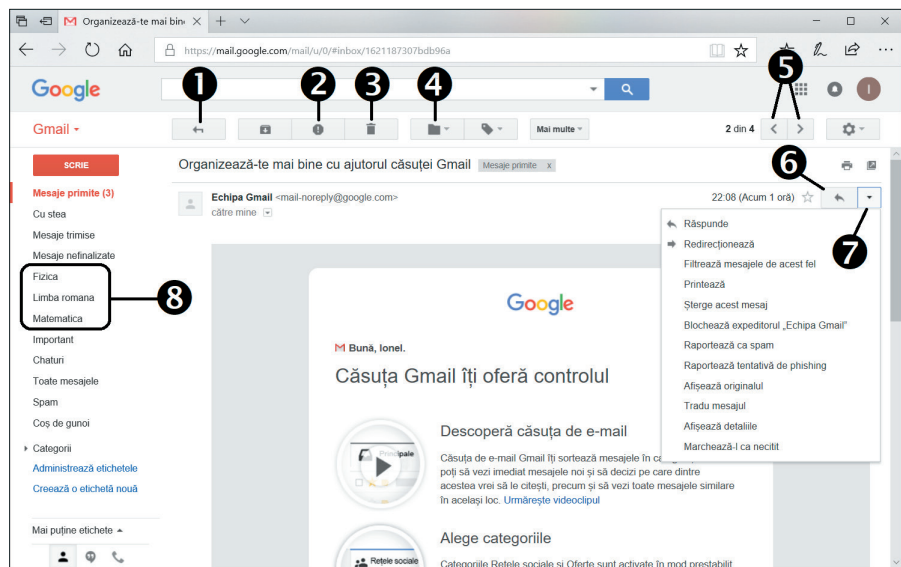 Organizează-te mai bin
https://mail.google.com/mail/u/0/#inbox/1621187307bdb96a
Google
I
1
2
3
4
5
Gmail
Mai multe
2 din 4
SCRIE
Organizează-te mai bine cu ajutorul căsuței Gmail
Mesaje primite x
6
Mesaje primite (3)
Cu stea
Mesaje trimise
Mesaje nefinalizate
Fizica
Limba romana
Matematica
8
Important
Chaturi
Toate mesajele
Spam
Coș de gunoi
Categorii
Administrează etichetele
Creează o etichetă nouă
Mai puține etichete
Echipa Gmail <mail-noreply@google.com>
către mine
22:08 (Acum 1 oră)
7
Răspunde
Redirecționează
Filtrează mesajele de acest fel
Printează
Șterge acest mesaj
Blochează expeditorul „Echipa Gmail”
Raportează ca spam
Raportează tentativă de phishing
Afișează originalul
Tradu mesajul
Afișează detaliile
Marchează-l ca necitit
Google
Bună, Ionel.
Căsuța Gmail îți oferă controlul
Principale
Descoperă căsuța de e-mail
Căsuța de e-mail Gmail îți sortează mesajele în
poți să vezi imediat mesajele noi și să decizi pe care dintre
acestea vrei să le citești, precum și să vezi toate mesajele similare
în același loc. Urmărește videoclipul
Rețele sociale
Alege categoriile
Categoriile Rețele sociale și Oferte sunt activate în mod prestabilit